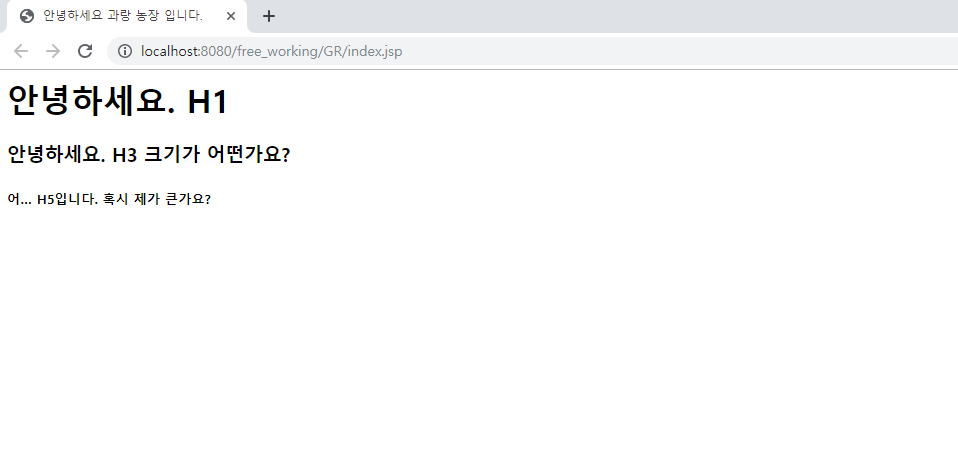 안녕하세요 과랑 농장 입니다.
localhost:8080/free_working/GR/index.jsp
안녕하세요. H1
안녕하세요. H3 크기가 어떤가요?
어... H5입니다. 혹시 제가 큰가요?